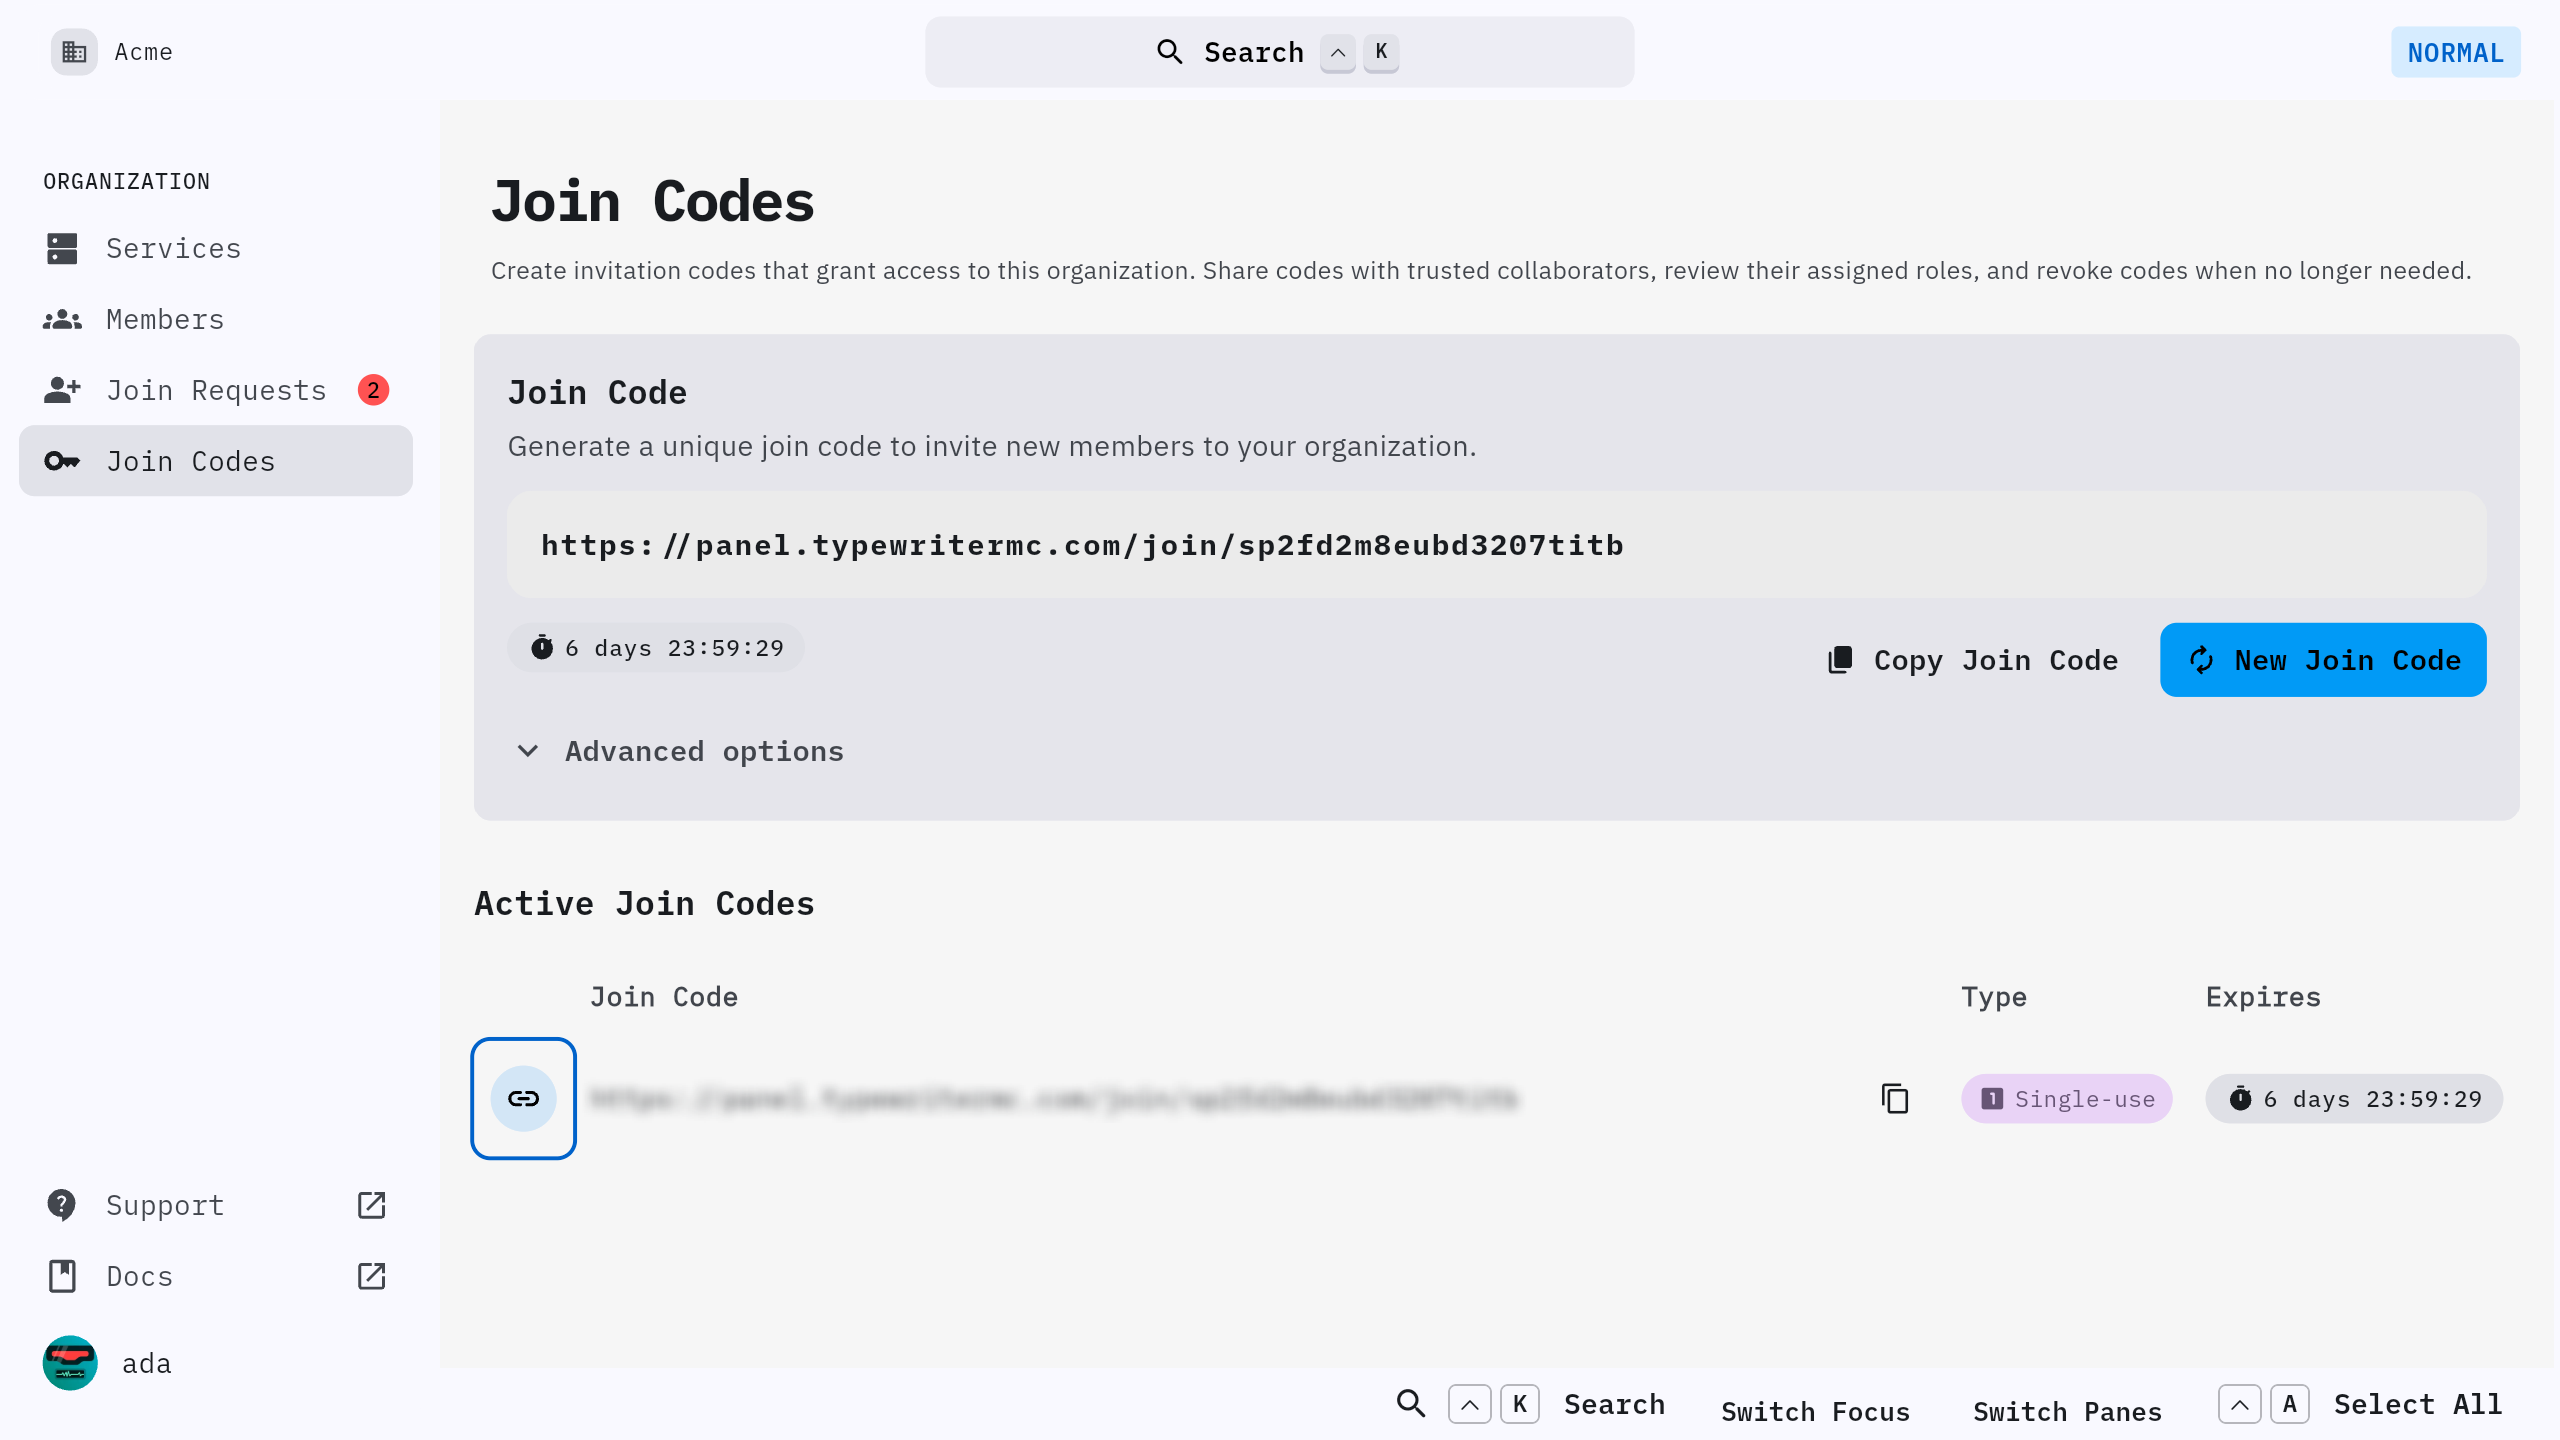 Acme
Search ^ K
NORMAL
ORGANIZATION
Services
Members
Join Requests 2
Join Codes
Join Codes
Create invitation codes that grant access to this organization. Share codes with trusted collaborators, review their assigned roles, and revoke codes when no longer needed.
Join Code
Generate a unique join code to invite new members to your organization.
https://panel.typewritermc.com/join/sp2fd2m8eubd3207titb
6 days 23:59:29
Copy Join Code
New Join Code
Advanced options
Active Join Codes
Join Code Type Expires
1 Single-use 6 days 23:59:29
Support
Docs
ada
^ K Search Switch Focus Switch Panes ^ A Select All